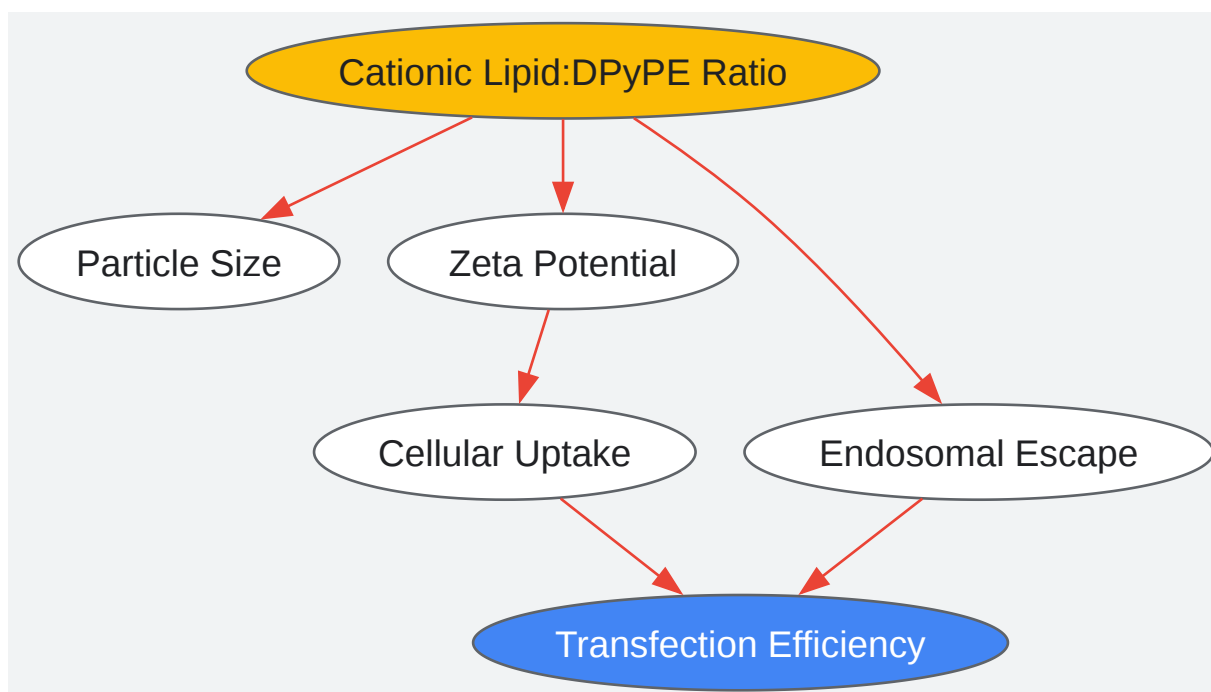 Cationic Lipid:DPyPE Ratio
Particle Size
Zeta Potential
Cellular Uptake
Endosomal Escape
Transfection Efficiency